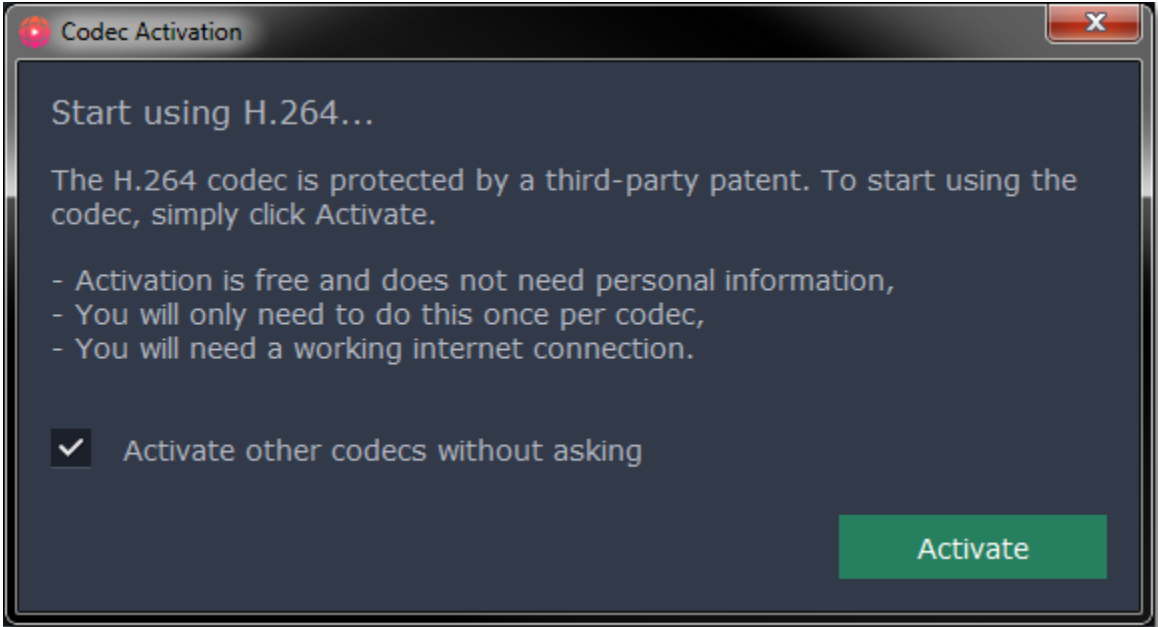 Codec Activation
Start using H.264...
The H.264 codec is protected by a third-party patent. To start using the
codec, simply click Activate.
- Activation is free and does not need personal information,
- You will only need to do this once per codec,
- You will need a working internet connection.
Activate other codecs without asking
Activate